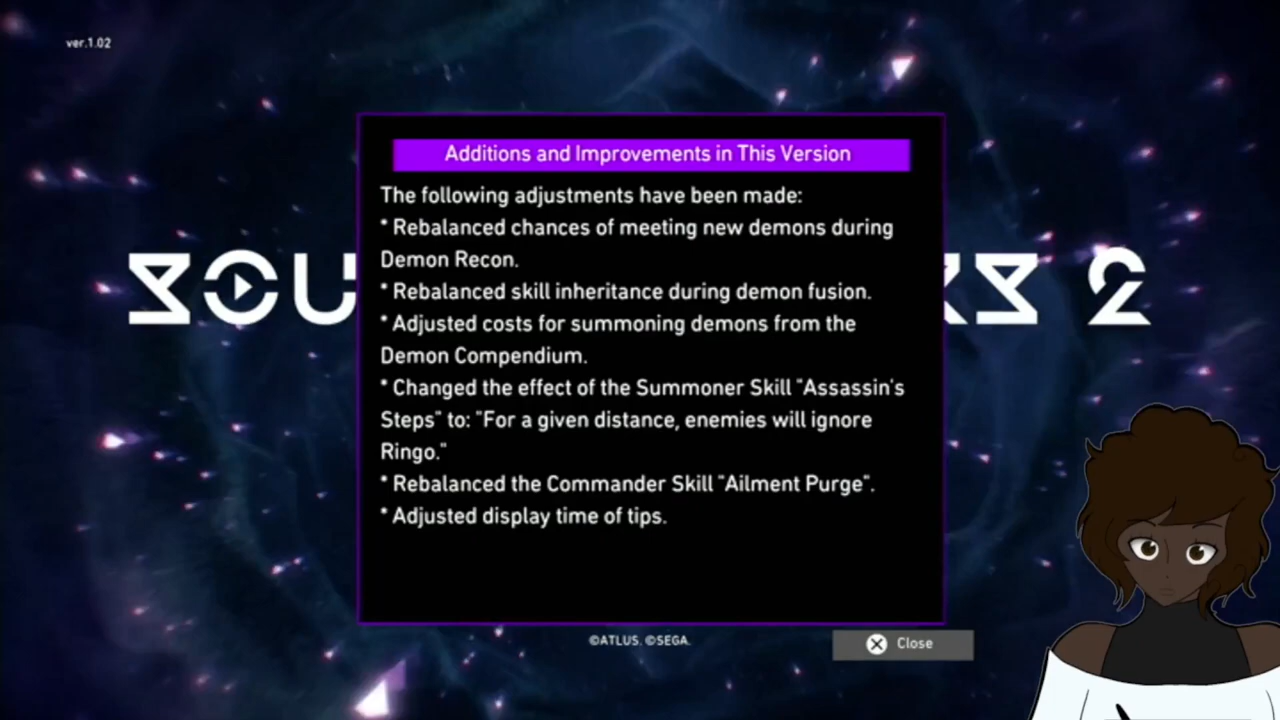 ver.1.02
Additions and Improvements in This Version
The following adjustments have been made:
* Rebalanced chances of meeting new demons during
Demon Recon.
* Rebalanced skill inheritance during demon fusion.
* Adjusted costs for summoning demons from the
Demon Compendium.
* Changed the effect of the Summoner Skill "Assassin's
Steps" to: "For a given distance, enemies will ignore
Ringo."
* Rebalanced the Commander Skill "Ailment Purge".
* Adjusted display time of tips.
SOU KS 2
©ATLUS. ©SEGA.
Close